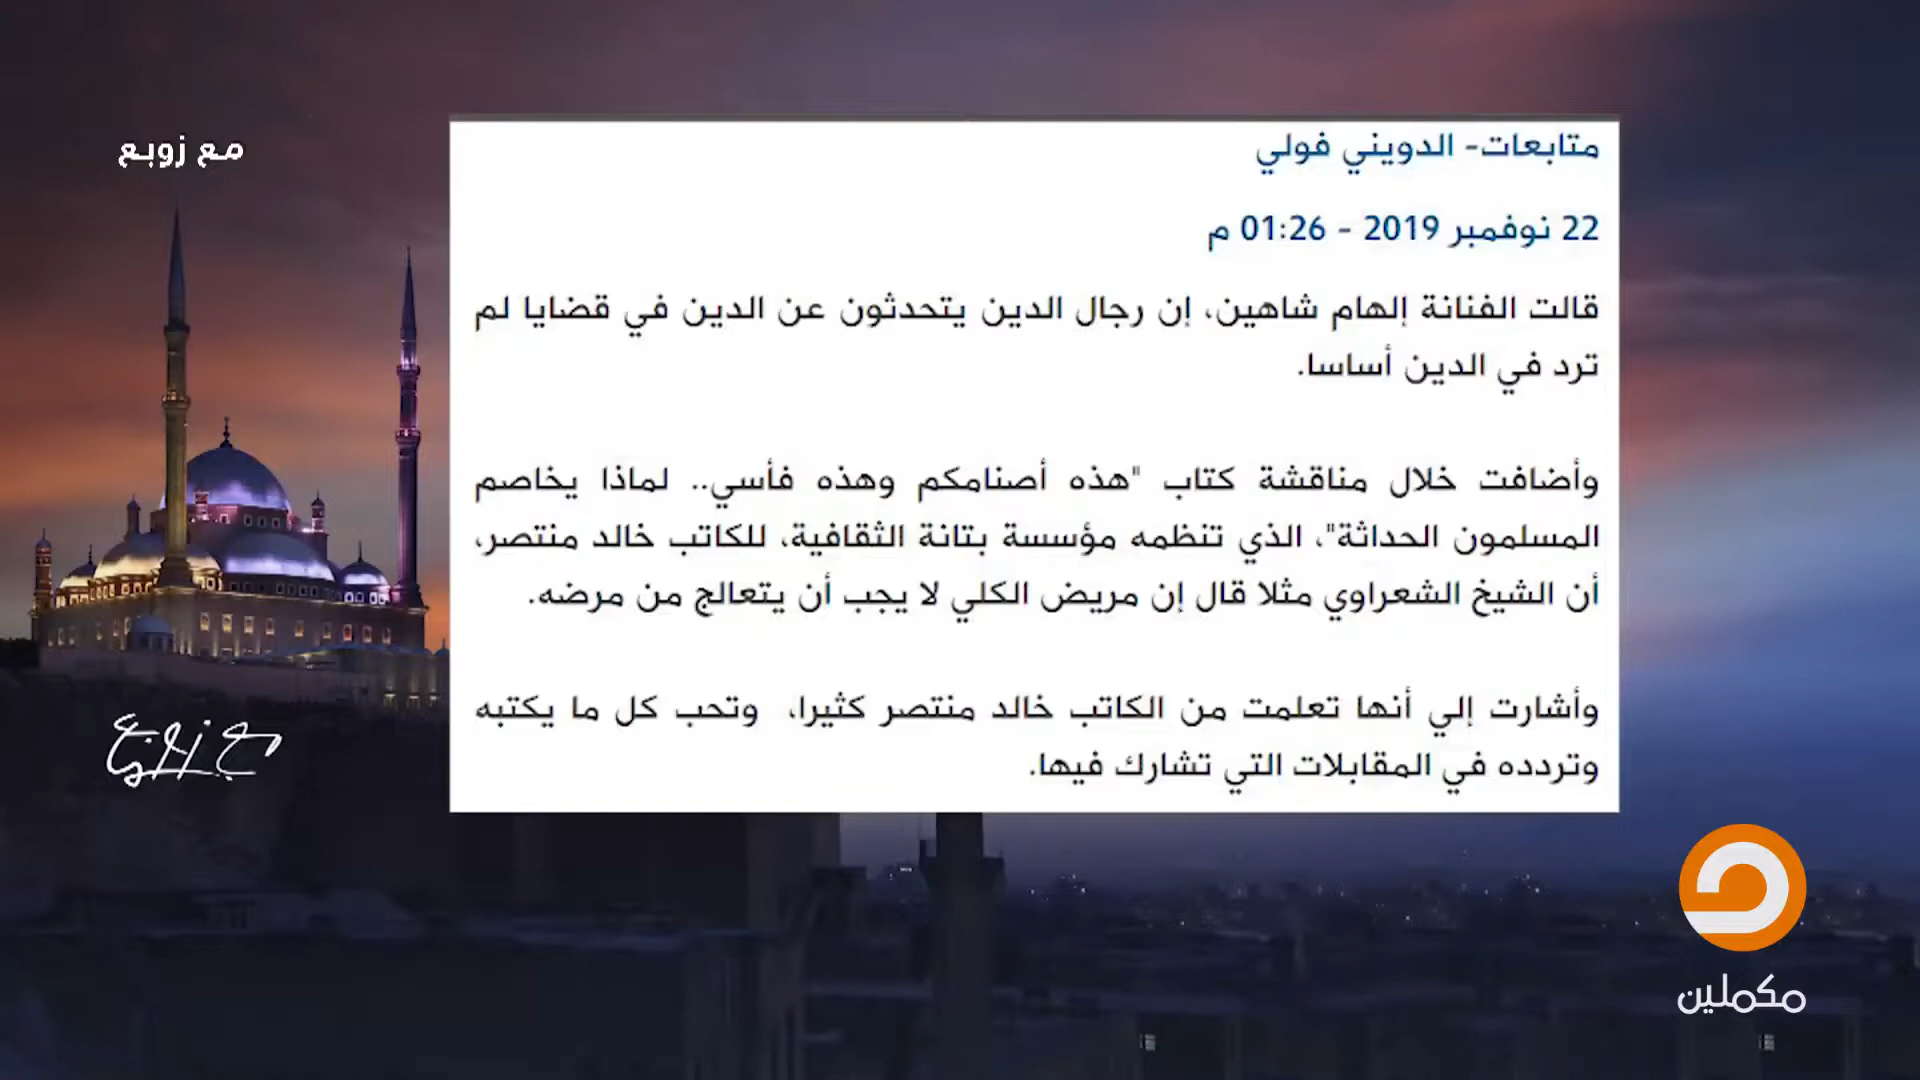 مع زوبع
متابعات- الدويني فولي
22 نوفمبر 2019 - 01:26 م
قالت الفنانة إلهام شاهين، إن رجال الدين يتحدثون عن الدين في قضايا لم
ترد في الدين أساسا.
وأضافت خلال مناقشة كتاب "هذه أصنامكم وهذه فأسي.. لماذا يخاصم
المسلمون الحداثة"، الذي تنظمه مؤسسة بتانة الثقافية، للكاتب خالد منتصر،
أن الشيخ الشعراوي مثلا قال إن مريض الكلي لا يجب أن يتعالج من مرضه.
وأشارت إلي أنها تعلمت من الكاتب خالد منتصر كثيرا، وتحب كل ما يكتبه
وتردده في المقابلات التي تشارك فيها.
مع زوبع
مكملين